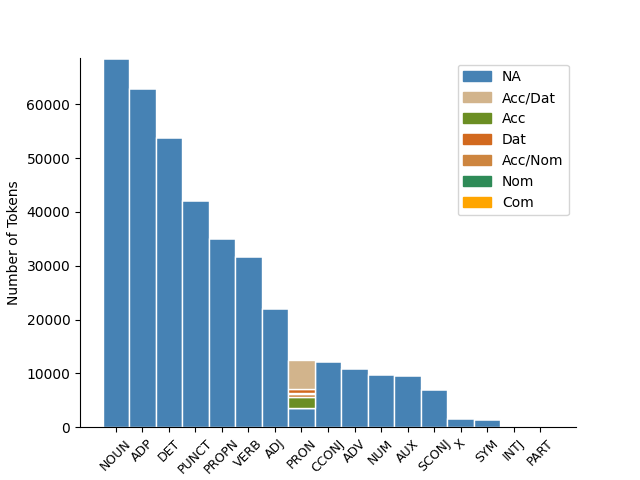 NA
Acc/Dat
Acc
Dat
Acc/Nom
Nom
Com
Number of Tokens
60000
50000
40000
30000
20000
10000
0
NOUN
ADP
DET
PUNCT
PROPN
VERB
ADJ
PRON
CCONJ
ADV
NUM
AUX
SCONJ
X
SYM
INTJ
PART